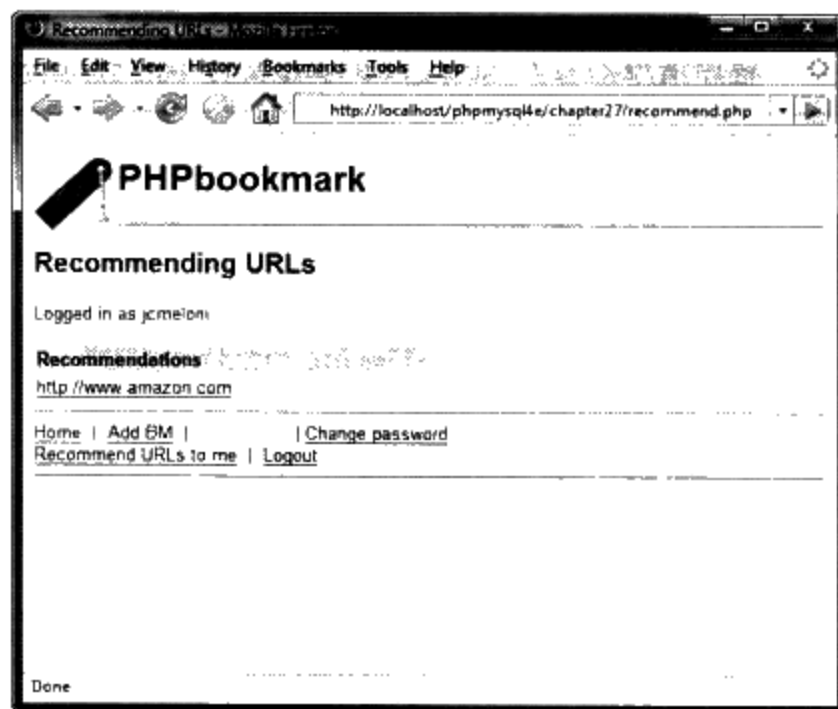 Recommending URLs - Mozilla Firefox
File Edit View History Bookmarks Tools Help
http://localhost/phpmysql4e/chapter27/recommend.php
PHPbookmark
Recommending URLs
Logged in as jcmeloni
Recommendations
http://www.amazon.com
Home | Add BM | | Change password
Recommend URLs to me | Logout
Done